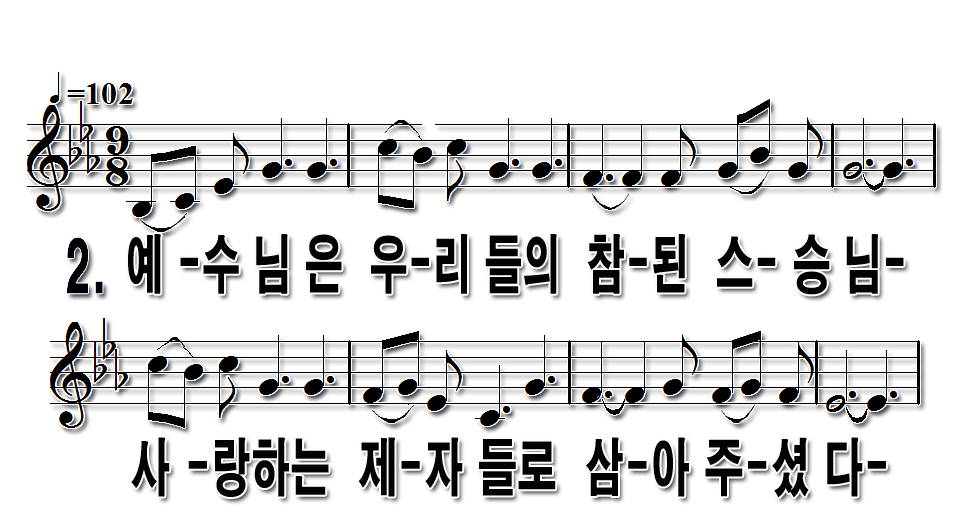 ♩=102
9
8
2. 예 -수 님 은 우-리 들의 참-된 스- 승 님-
사 -랑하는 제-자 들로 삼-아 주-셨 다-